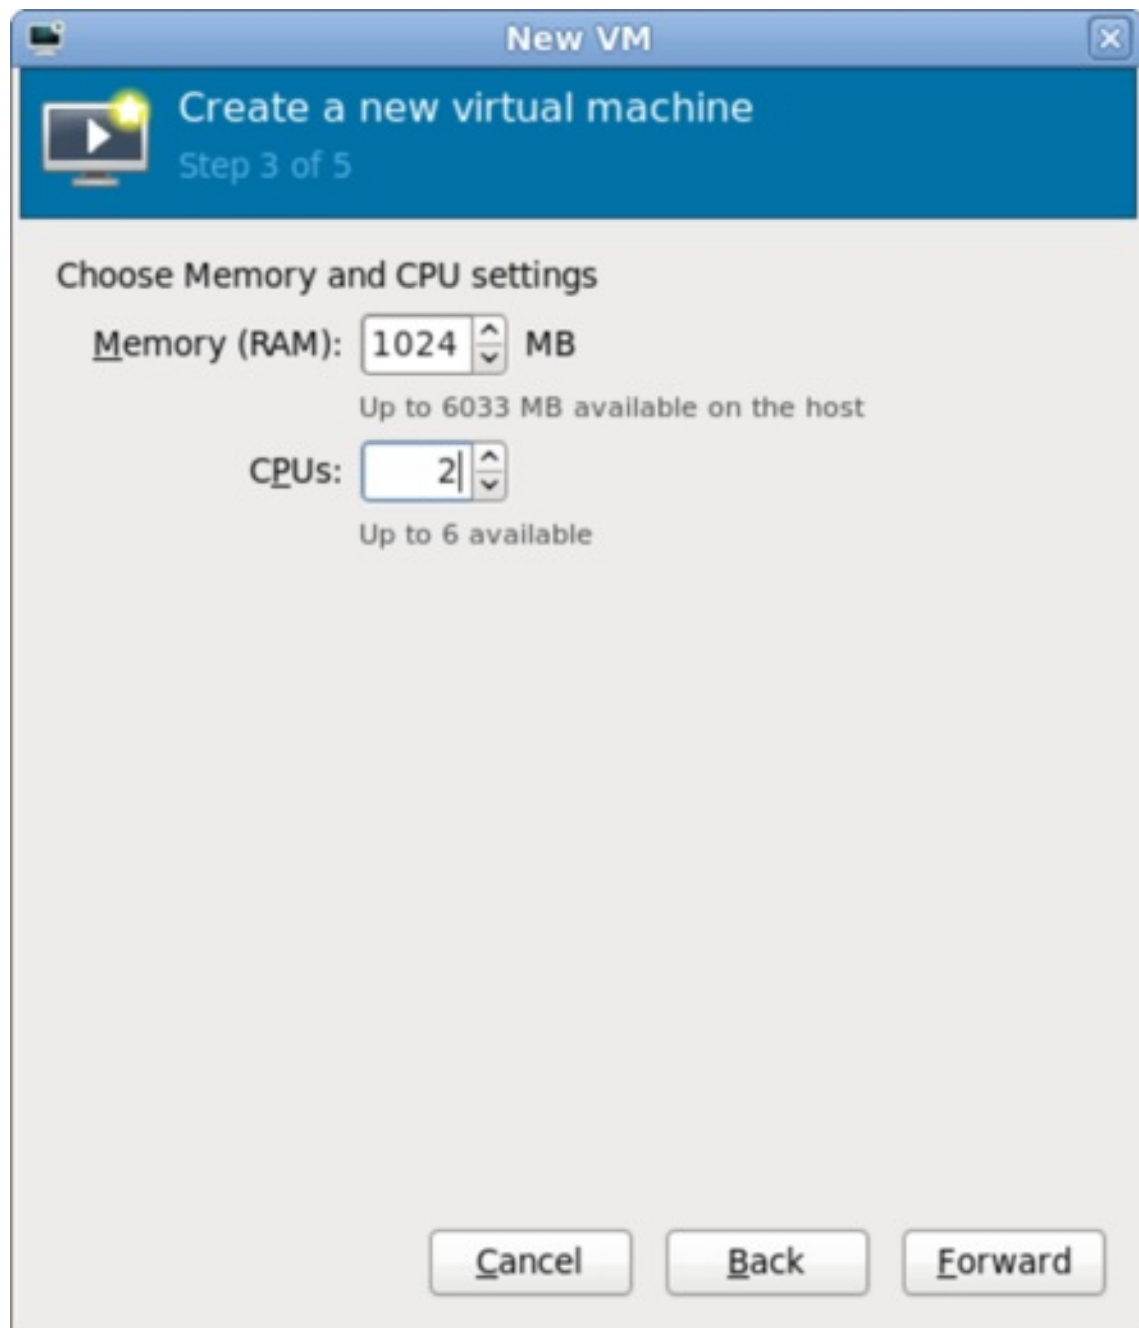 New VM
Create a new virtual machine
Step 3 of 5
Choose Memory and CPU settings
Memory (RAM): 1024 MB
Up to 6033 MB available on the host
CPUs: 2
Up to 6 available
Cancel Back Forward